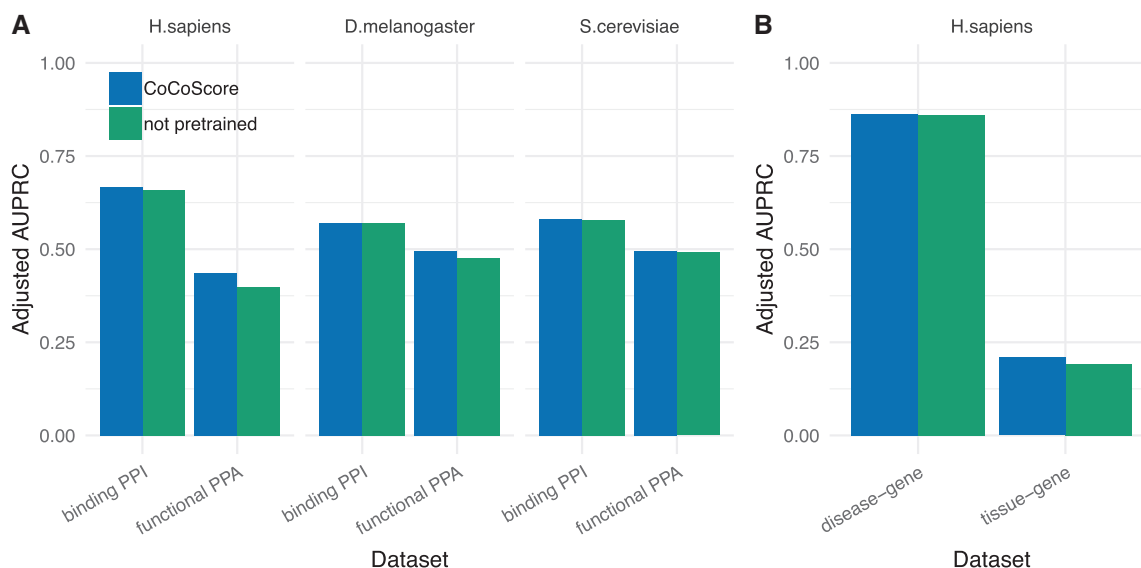 A
H.sapiens
D.melanogaster
S.cerevisiae
Adjusted AUPRC
1.00
0.75
0.50
0.25
0.00
CoCoScore
not pretrained
binding PPI
functional PPA
binding PPI
functional PPA
binding PPI
functional PPA
Dataset
B
H.sapiens
Adjusted AUPRC
1.00
0.75
0.50
0.25
0.00
disease−gene
tissue−gene
Dataset